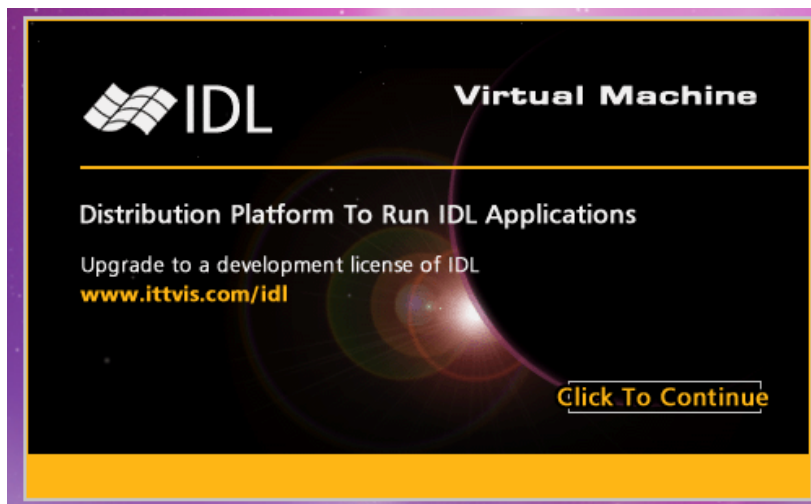 IDL
Virtual Machine
Distribution Platform To Run IDL Applications
Upgrade to a development license of IDL
www.ittvis.com/idl
Click To Continue